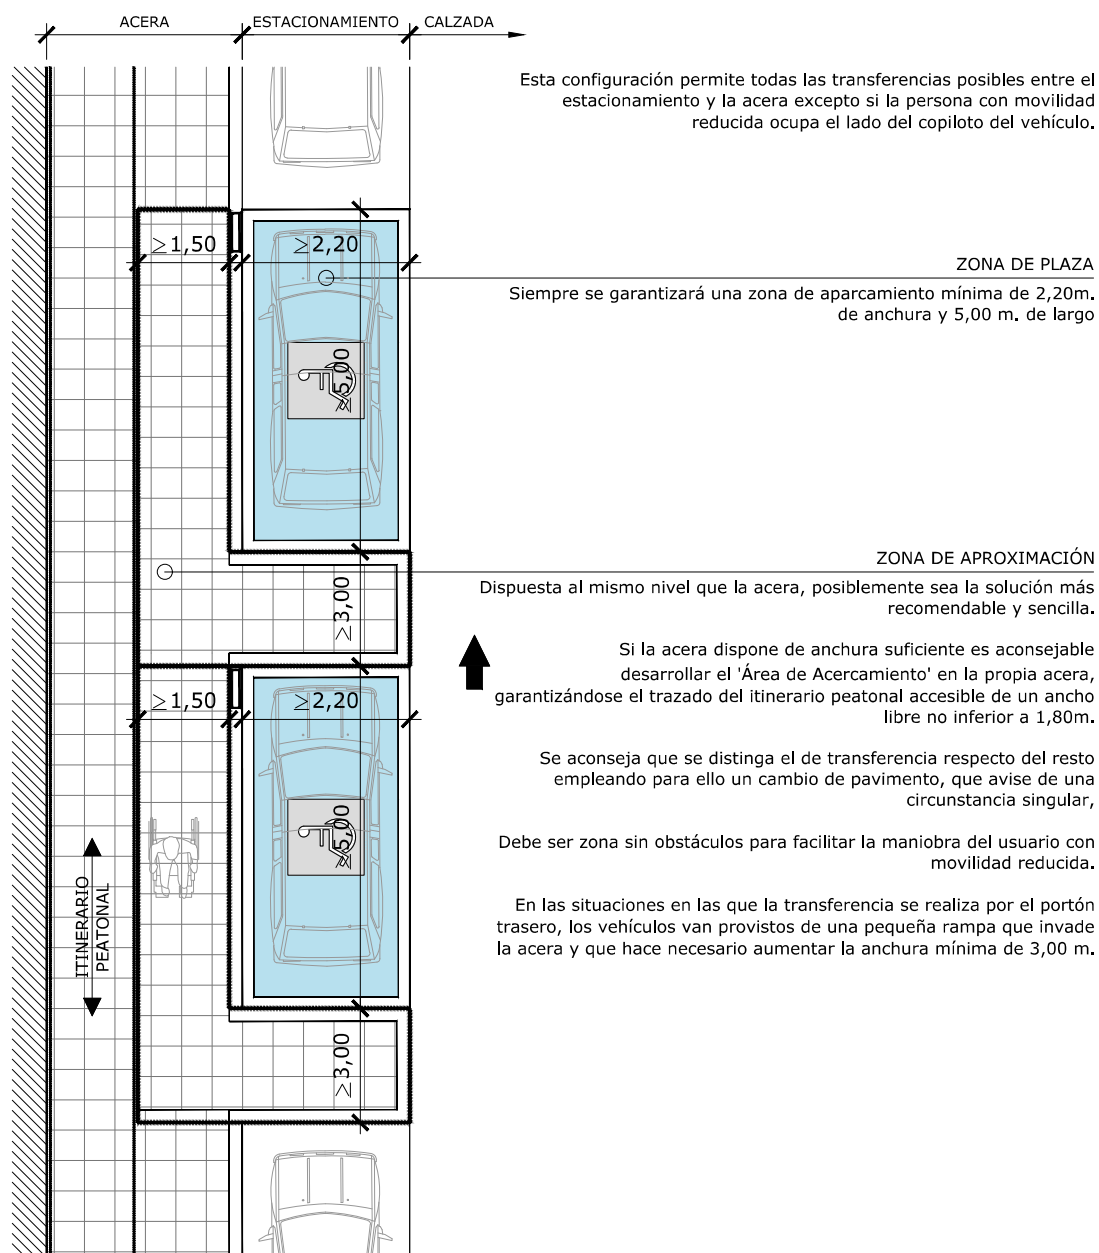 ACERA
ESTACIONAMIENTO
CALZADA
Esta configuración permite todas las transferencias posibles entre el
estacionamiento y la acera excepto si la persona con movilidad
reducida ocupa el lado del copiloto del vehículo.
≥1,50
≥2,20
ZONA DE PLAZA
Siempre se garantizará una zona de aparcamiento mínima de 2,20m.
de anchura y 5,00 m. de largo
≥5,00
ZONA DE APROXIMACIÓN
Dispuesta al mismo nivel que la acera, posiblemente sea la solución más
recomendable y sencilla.
≥3,00
Si la acera dispone de anchura suficiente es aconsejable
desarrollar el 'Área de Acercamiento' en la propia acera,
garantizándose el trazado del itinerario peatonal accesible de un ancho
libre no inferior a 1,80m.
≥1,50
≥2,20
Se aconseja que se distinga el de transferencia respecto del resto
empleando para ello un cambio de pavimento, que avise de una
circunstancia singular,
≥5,00
Debe ser zona sin obstáculos para facilitar la maniobra del usuario con
movilidad reducida.
ITINERARIO
PEATONAL
En las situaciones en las que la transferencia se realiza por el portón
trasero, los vehículos van provistos de una pequeña rampa que invade
la acera y que hace necesario aumentar la anchura mínima de 3,00 m.
≥3,00